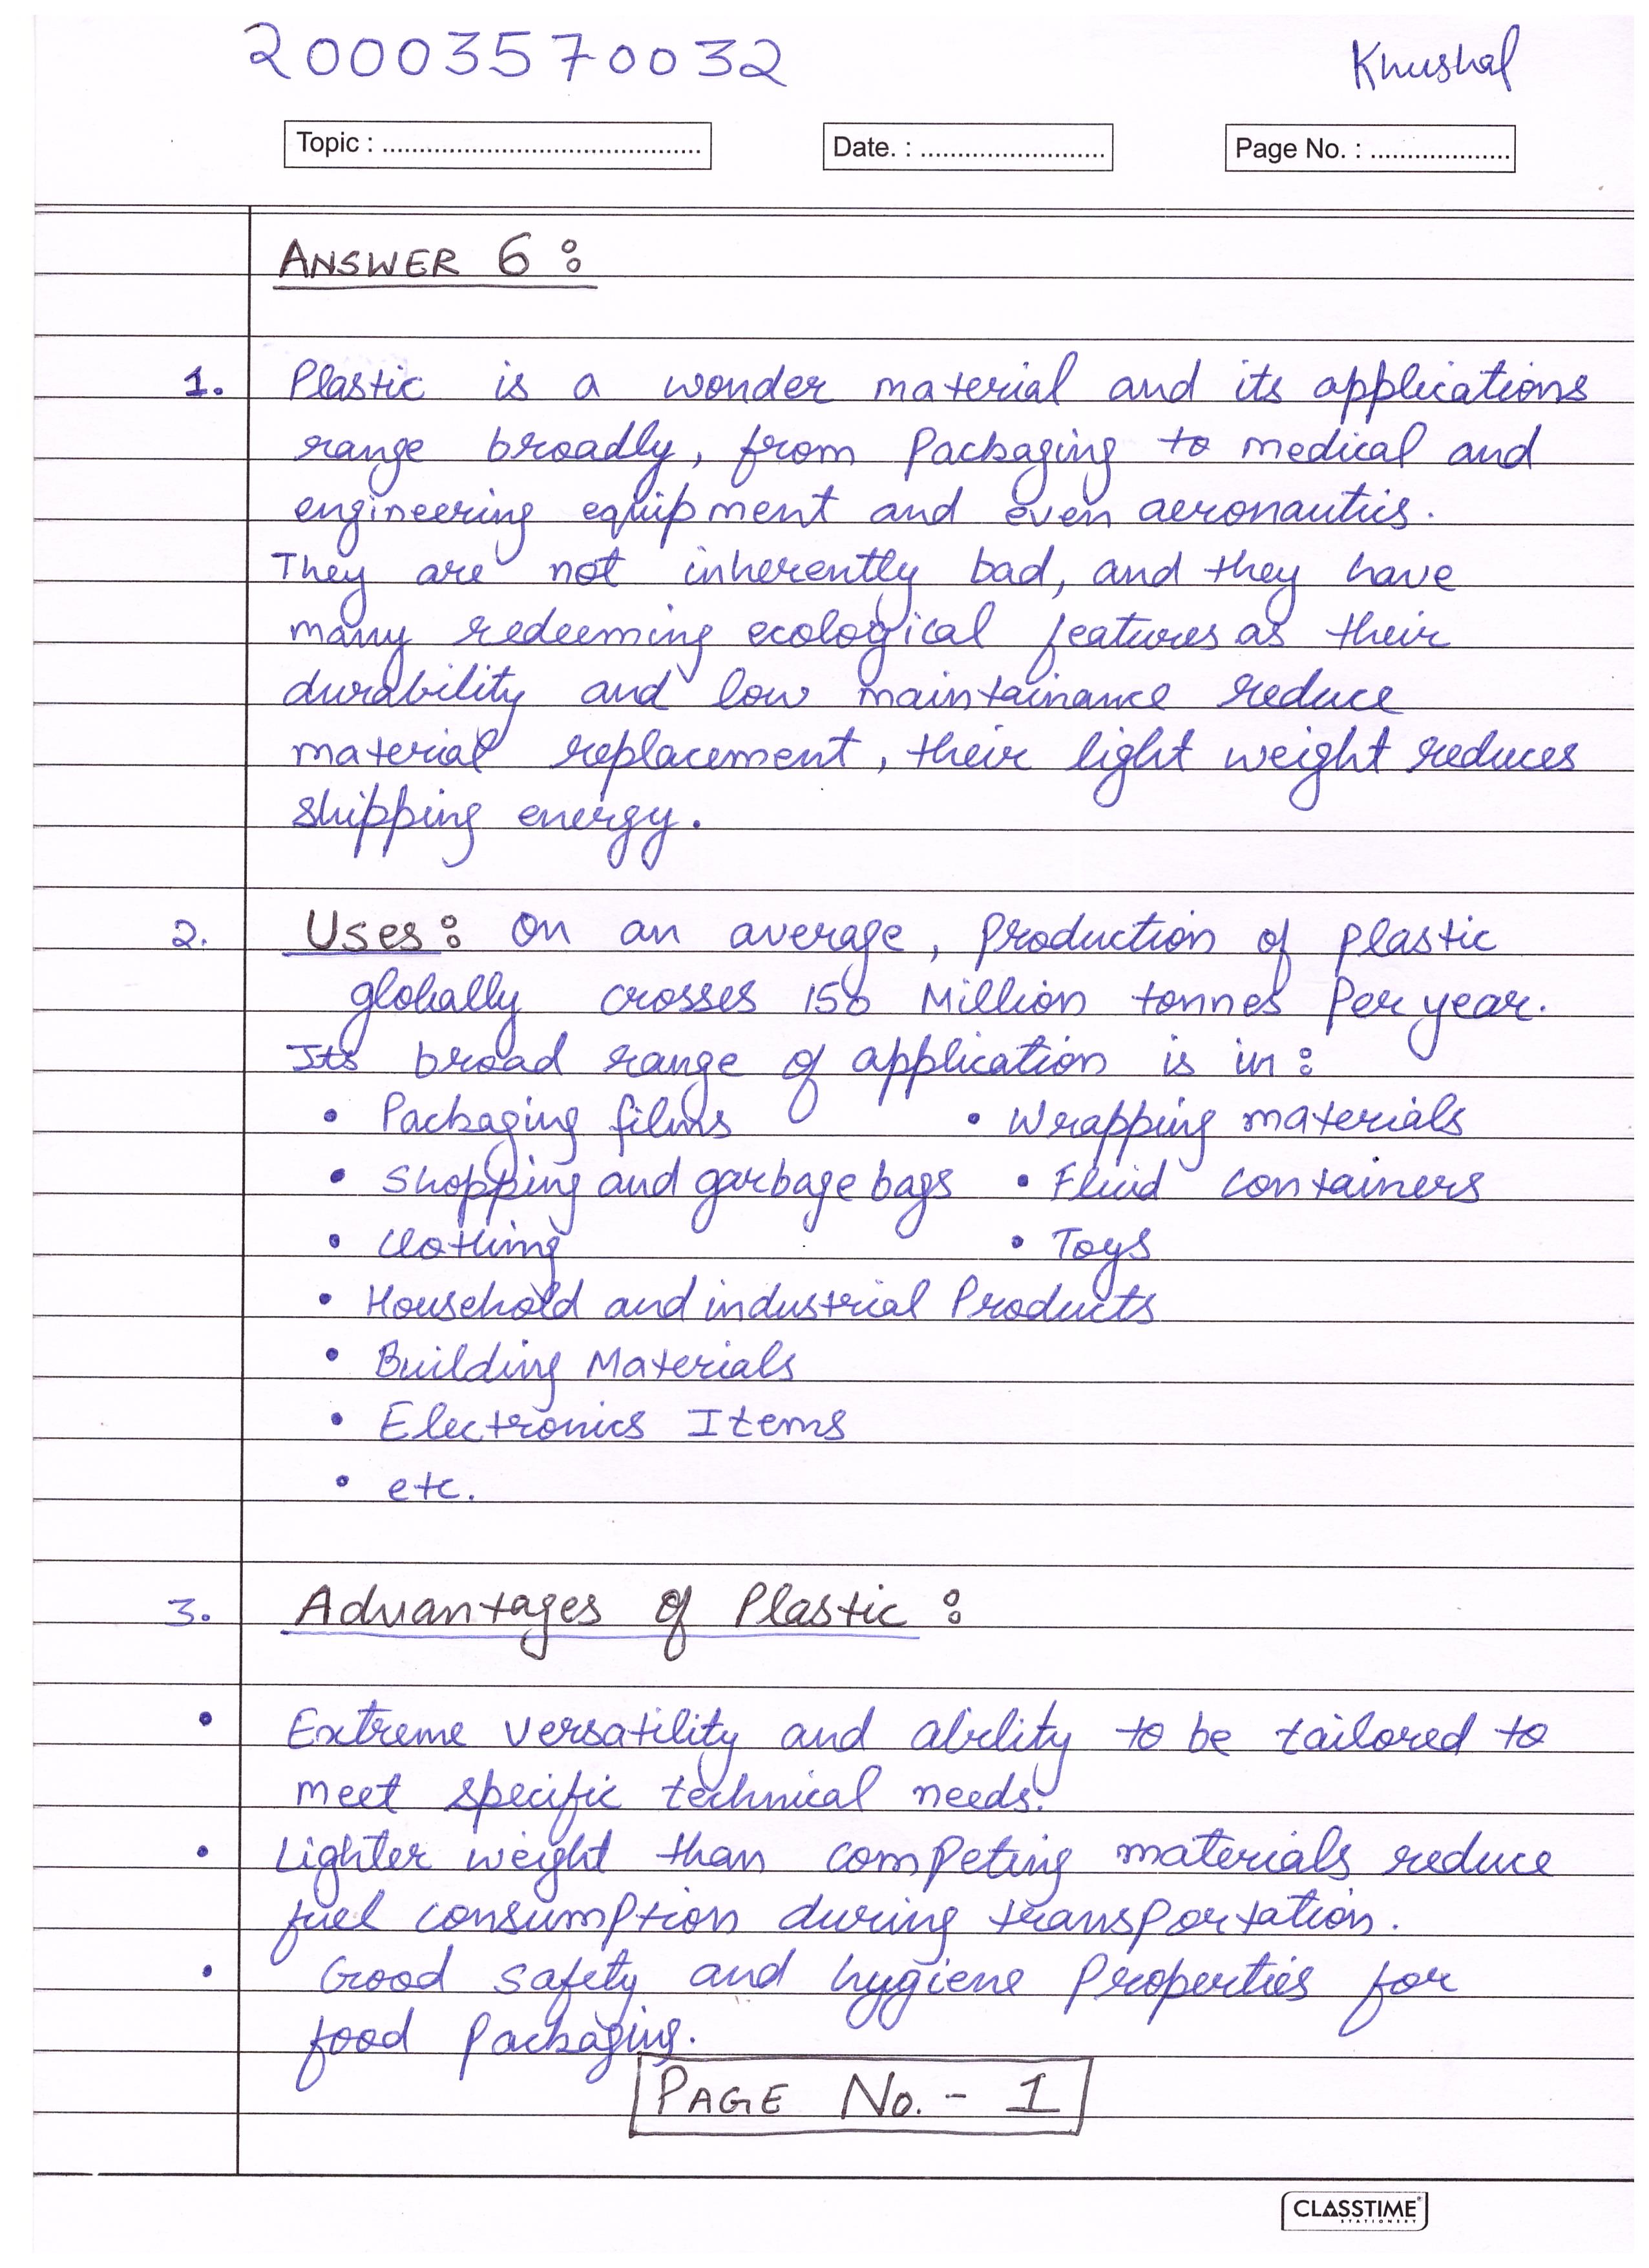 20003570032 Khushal
Topic : ............................................ Date. : ......................... Page No. : ...................
ANSWER 6 :
1. Plastic is a wonder material and its applications
range broadly, from Packaging to medical and
engineering equipment and even aeronautics.
They are not inherently bad, and they have
many redeeming ecological features as their
durability and low maintainance reduce
material replacement, their light weight reduces
shipping energy.
2. Uses: On an average, Production of Plastic
globally crosses 150 Million tonnes Per year.
Its broad range of application is in :
• Packaging films • Wrapping materials
• Shopping and garbage bags • Fluid containers
• Clothing • Toys
• Household and industrial Products
• Building Materials
• Electronics Items
• etc.
3. Advantages of Plastic :
• Extreme versatility and ability to be tailored to
meet specific technical needs.
• Lighter weight than competing materials reduce
fuel consumption during transportation.
• Good safety and hygiene Properties for
food Packaging.
PAGE No. - 1
CLASSTIME
STATIONERY